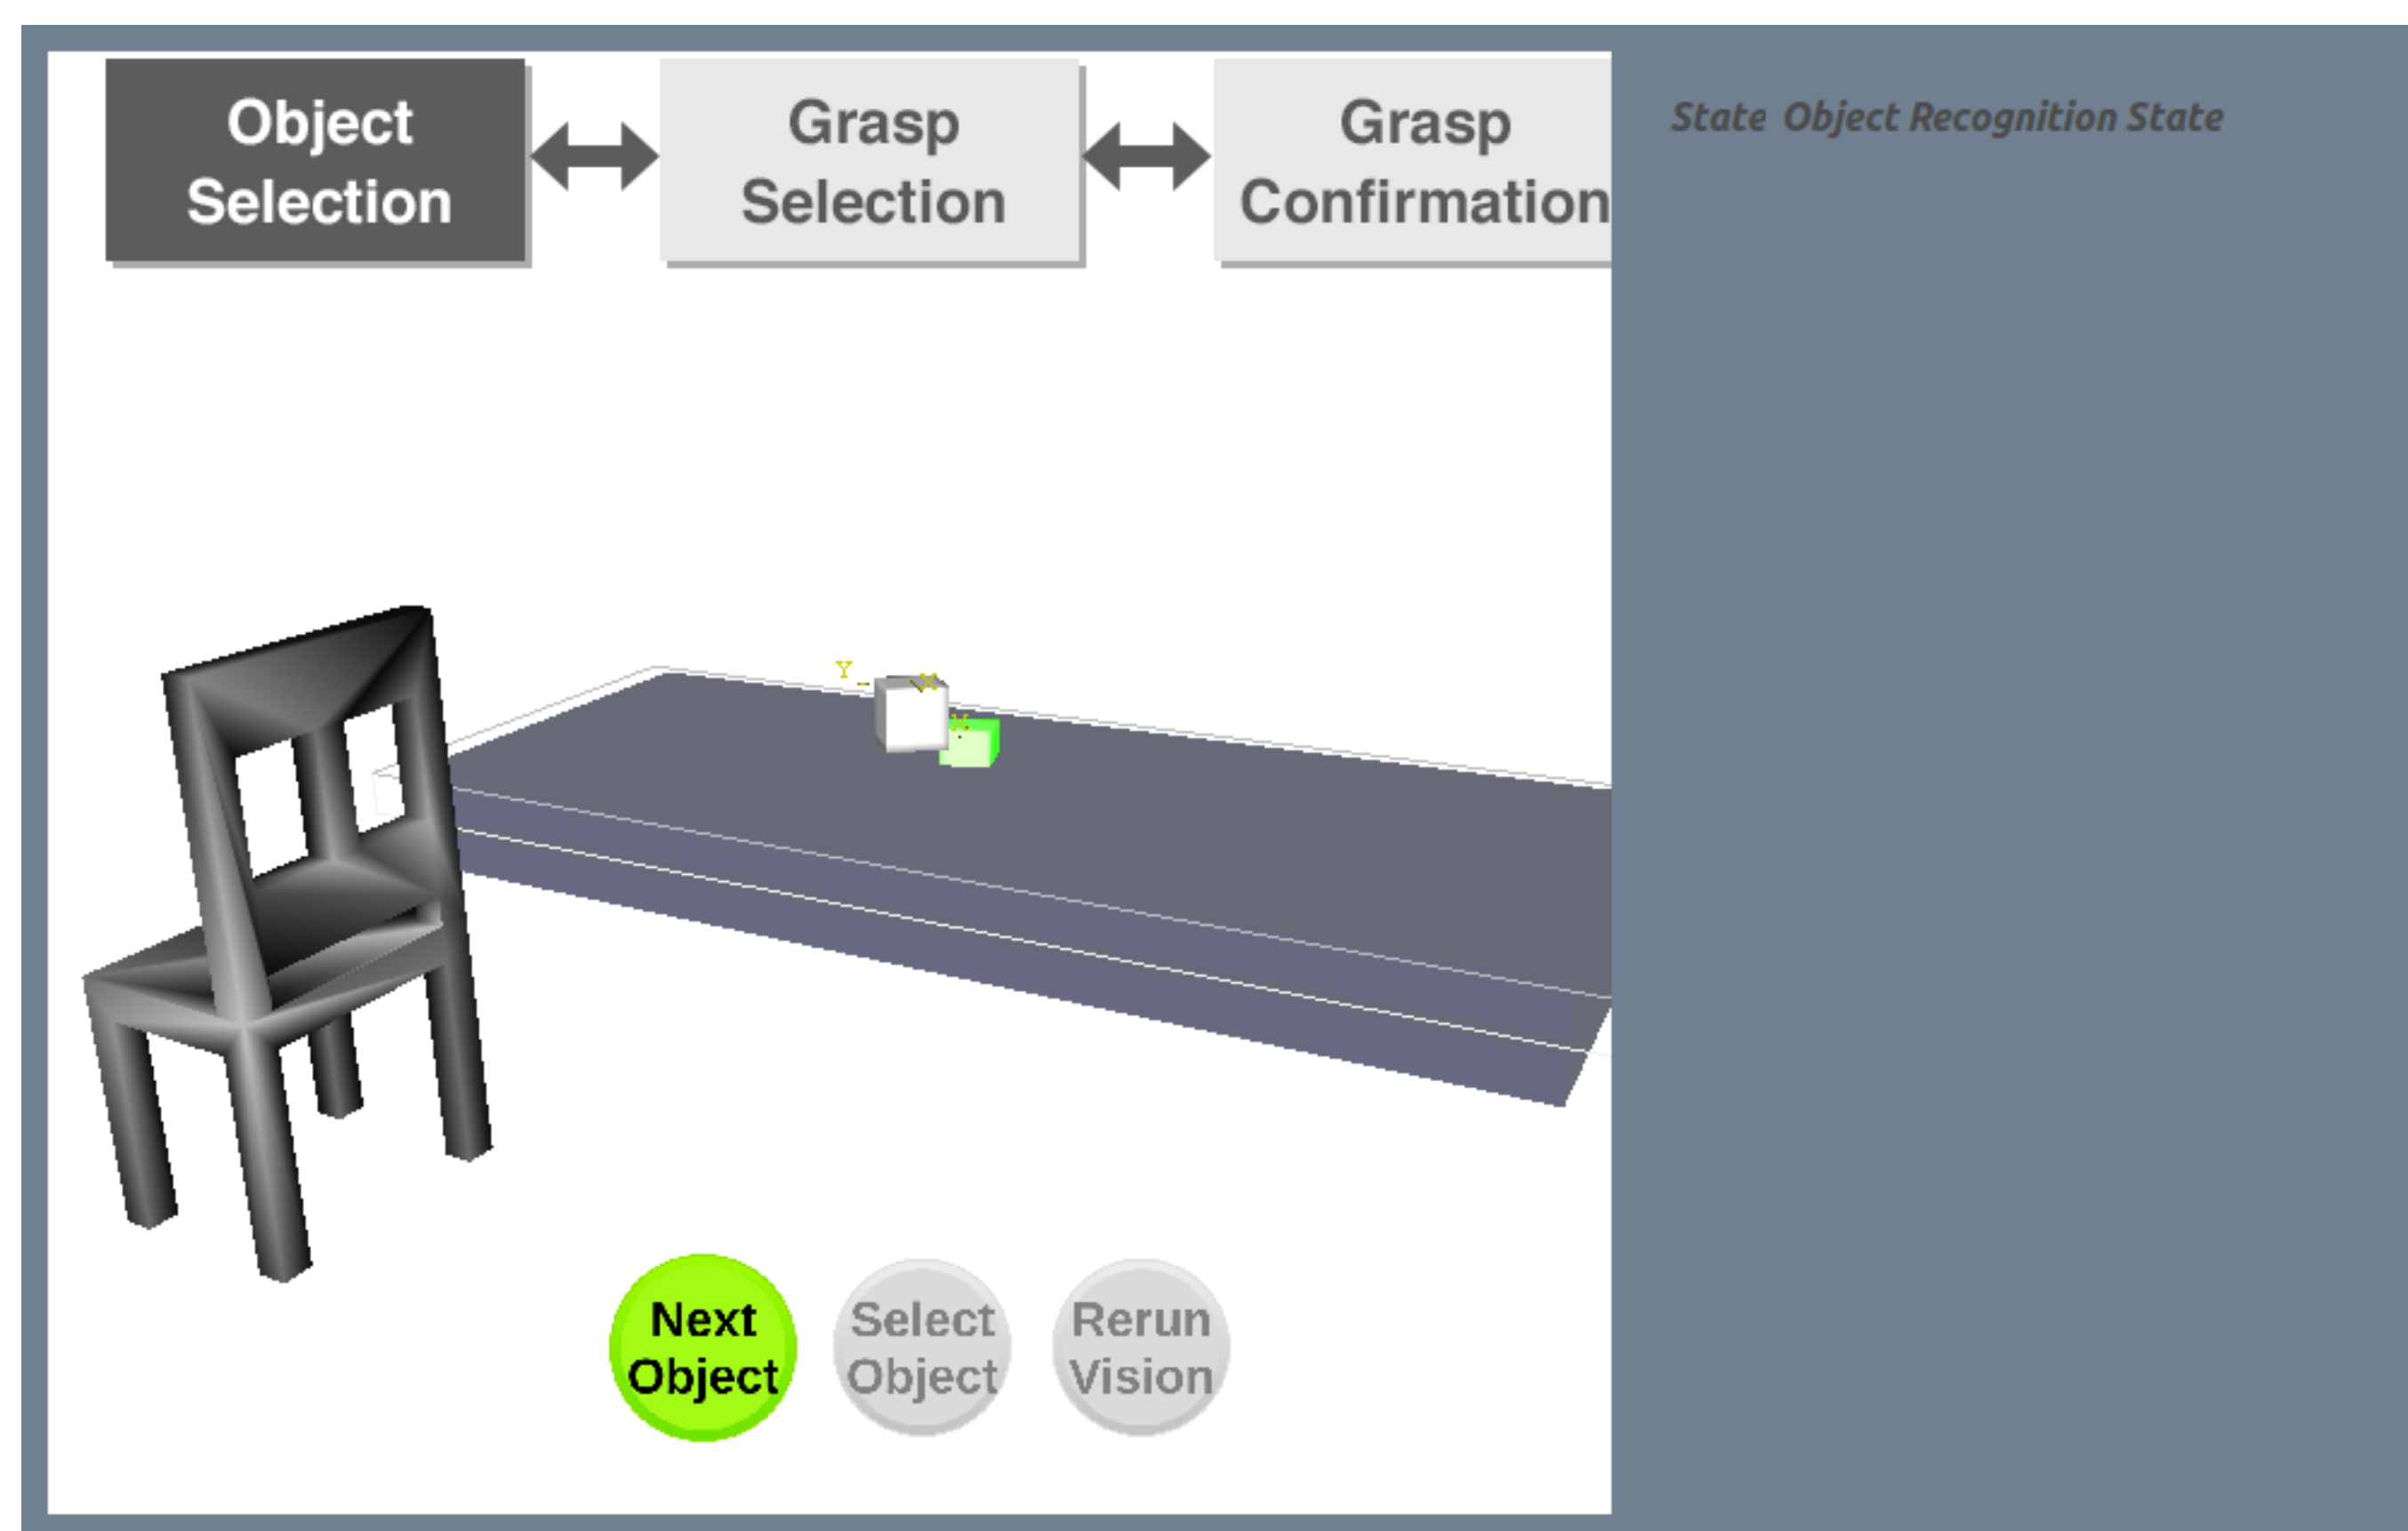 Object
Selection
Grasp
Selection
Grasp
Confirmation
State Object Recognition State
Y
X
Next
Object
Select
Object
Rerun
Vision